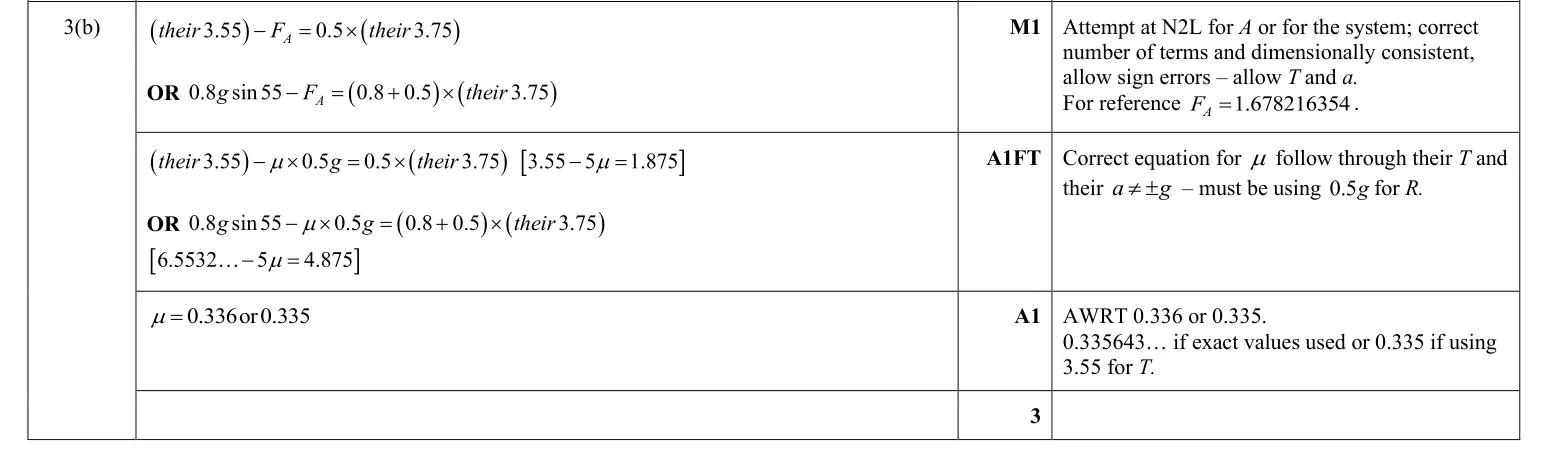 3(b)
(their 3.55) − F_A = 0.5 × (their 3.75)
OR 0.8g sin 55 − F_A = (0.8 + 0.5) × (their 3.75)
M1
Attempt at N2L for A or for the system; correct
number of terms and dimensionally consistent,
allow sign errors – allow T and a.
For reference F_A = 1.678216354 .
(their 3.55) − μ × 0.5g = 0.5 × (their 3.75) [3.55 − 5μ = 1.875]
OR 0.8g sin 55 − μ × 0.5g = (0.8 + 0.5) × (their 3.75)
[6.5532… − 5μ = 4.875]
A1FT
Correct equation for μ follow through their T and
their a ≠ ±g – must be using 0.5g for R.
μ = 0.336 or 0.335
A1
AWRT 0.336 or 0.335.
0.335643… if exact values used or 0.335 if using
3.55 for T.
3